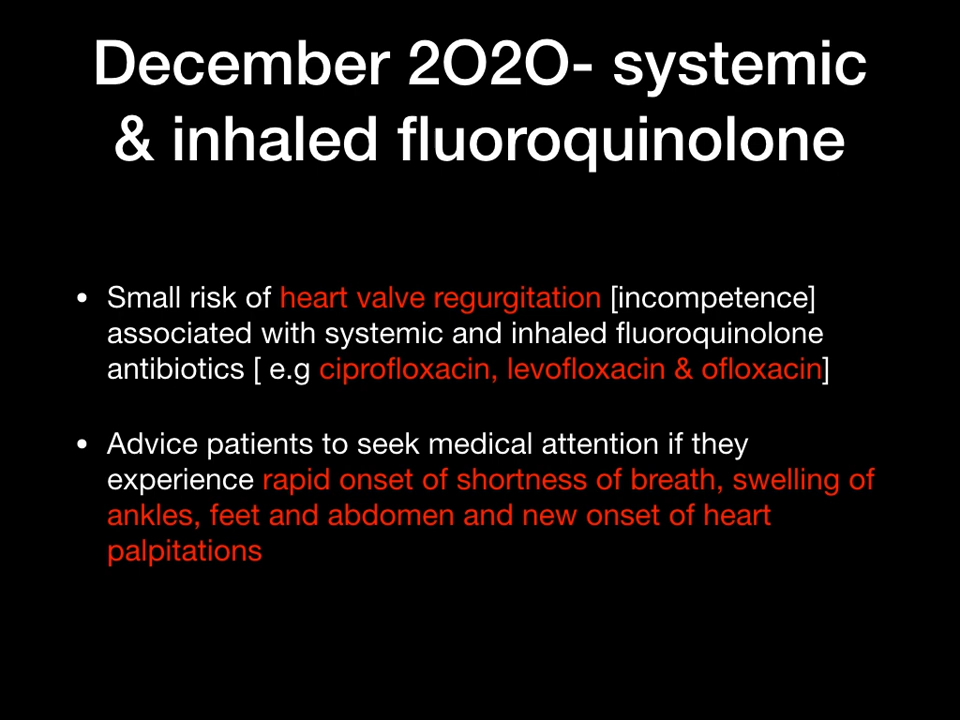 December 2O2O- systemic
& inhaled fluoroquinolone
• Small risk of heart valve regurgitation [incompetence]
associated with systemic and inhaled fluoroquinolone
antibiotics [ e.g ciprofloxacin, levofloxacin & ofloxacin]
• Advice patients to seek medical attention if they
experience rapid onset of shortness of breath, swelling of
ankles, feet and abdomen and new onset of heart
palpitations